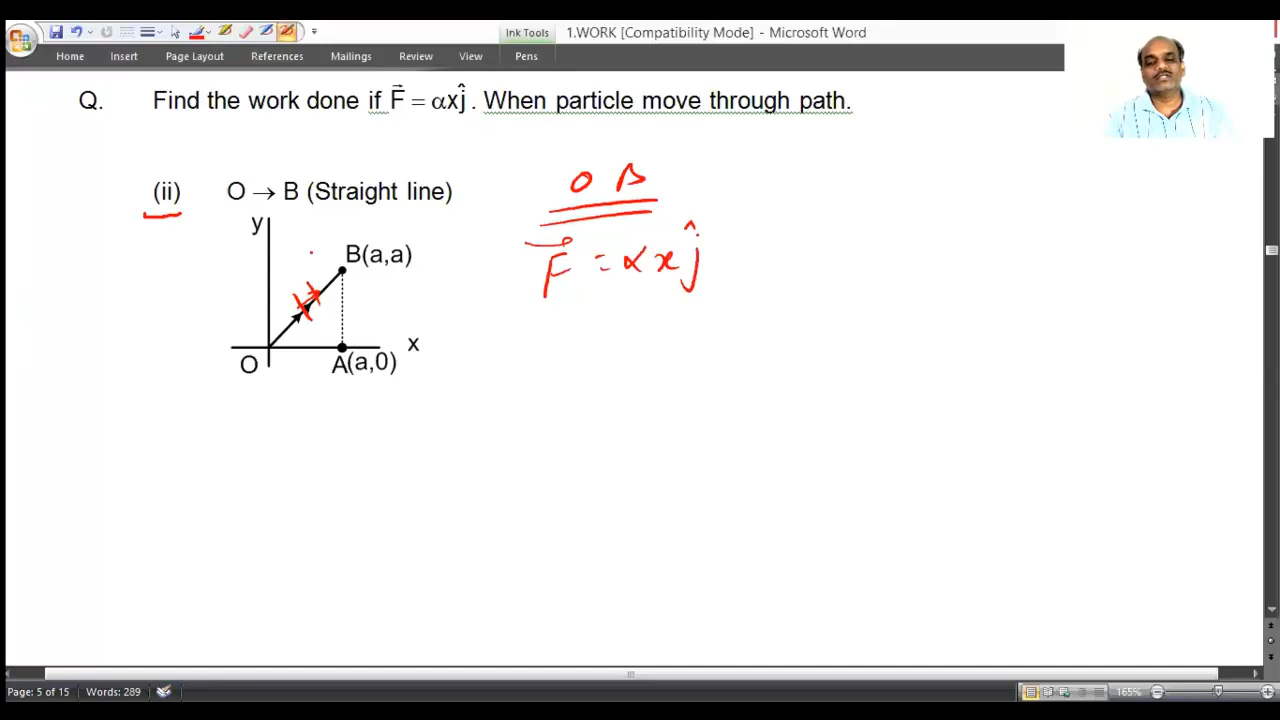 Ink Tools
1.WORK [Compatibility Mode] - Microsoft Word
Home Insert Page Layout References Mailings Review View Pens
Q. Find the work done if F⃗ = αxĵ. When particle move through path.
(ii) O → B (Straight line)
O B
F⃗ = αxĵ
y
B(a,a)
x
O
A(a,0)
Page: 5 of 15 Words: 289 165%